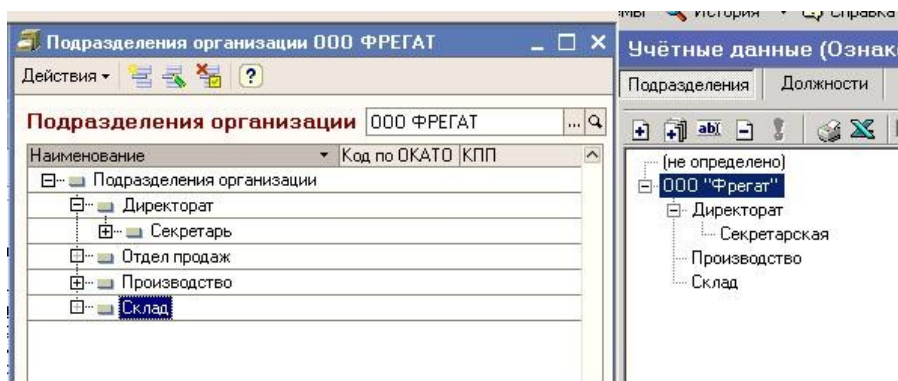 История
Справка
Подразделения организации ООО ФРЕГАТ
Действия
Подразделения организации ООО ФРЕГАТ ...
Наименование Код по ОКАТО КПП
Подразделения организации
Директорат
Секретарь
Отдел продаж
Производство
Склад
Учётные данные (Ознак
Подразделения Должности
abI
(не определено)
ООО "Фрегат"
Директорат
Секретарская
Производство
Склад